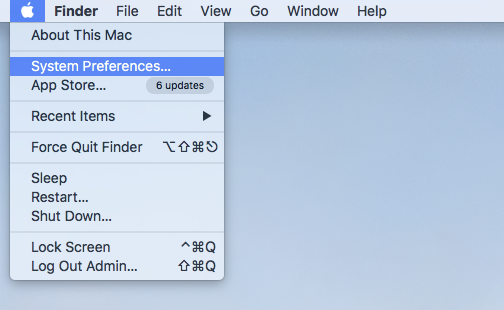 Finder File Edit View Go Window Help
About This Mac
System Preferences...
App Store... 6 updates
Recent Items ▶
Force Quit Finder ⌥⇧⌘⎋
Sleep
Restart...
Shut Down...
Lock Screen ^⌘Q
Log Out Admin... ⇧⌘Q